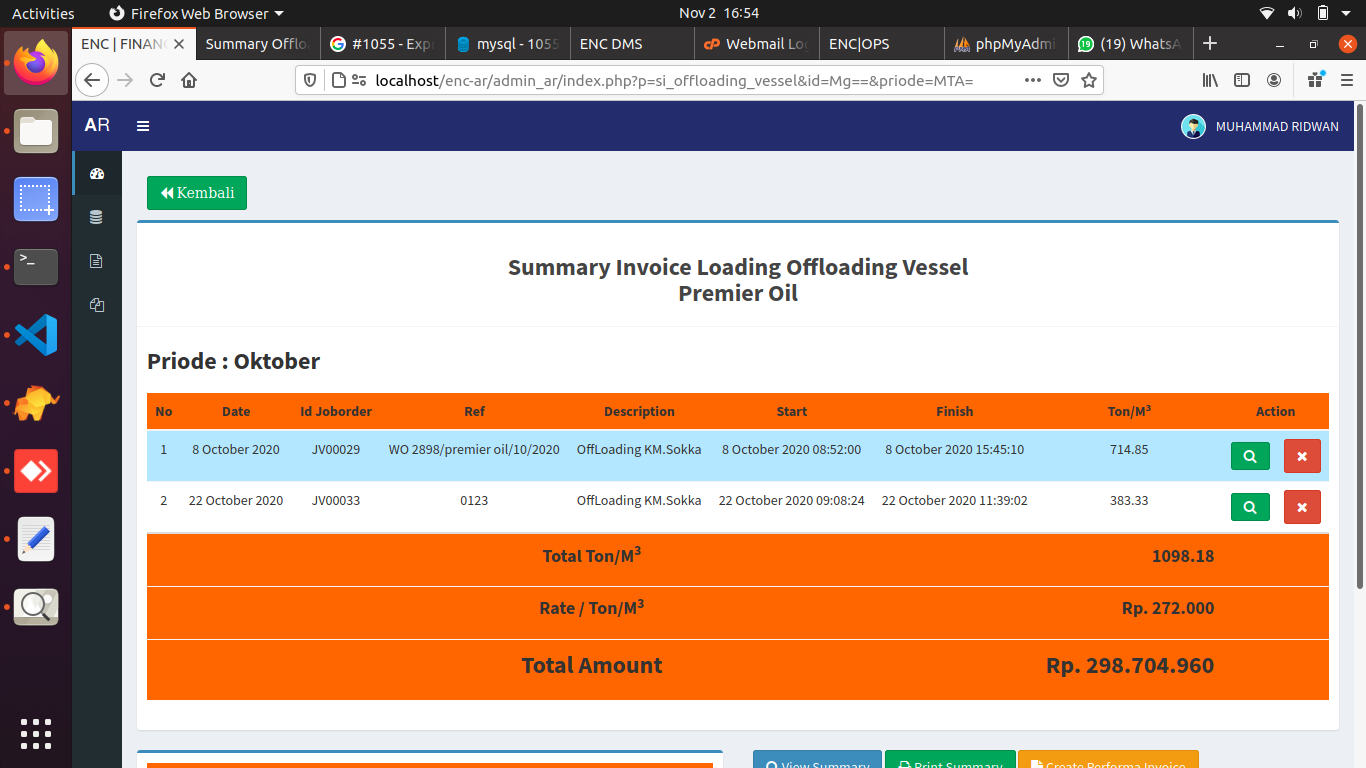 Activities Firefox Web Browser Nov 2 16:54
ENC | FINAN Summary Offlo #1055 - Exp mysql - 1055 ENC DMS Webmail Lo ENC|OPS phpMyAdmi (19) WhatsA
localhost/enc-ar/admin_ar/index.php?p=si_offloading_vessel&id=Mg==&priode=MTA=
AR MUHAMMAD RIDWAN
Kembali
Summary Invoice Loading Offloading Vessel
Premier Oil
Priode : Oktober
No Date Id Joborder Ref Description Start Finish Ton/M³ Action
1 8 October 2020 JV00029 WO 2898/premier oil/10/2020 OffLoading KM.Sokka 8 October 2020 08:52:00 8 October 2020 15:45:10 714.85
2 22 October 2020 JV00033 0123 OffLoading KM.Sokka 22 October 2020 09:08:24 22 October 2020 11:39:02 383.33
Total Ton/M³ 1098.18
Rate / Ton/M³ Rp. 272.000
Total Amount Rp. 298.704.960
View Summary Print Summary Create Performa Invoice